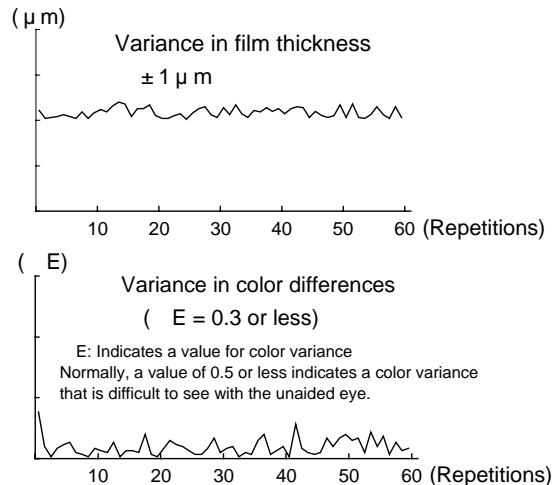 (μm)
Variance in film thickness
± 1 μm
10 20 30 40 50 60 (Repetitions)
( E)
Variance in color differences
( E = 0.3 or less)
E: Indicates a value for color variance
Normally, a value of 0.5 or less indicates a color variance
that is difficult to see with the unaided eye.
10 20 30 40 50 60 (Repetitions)